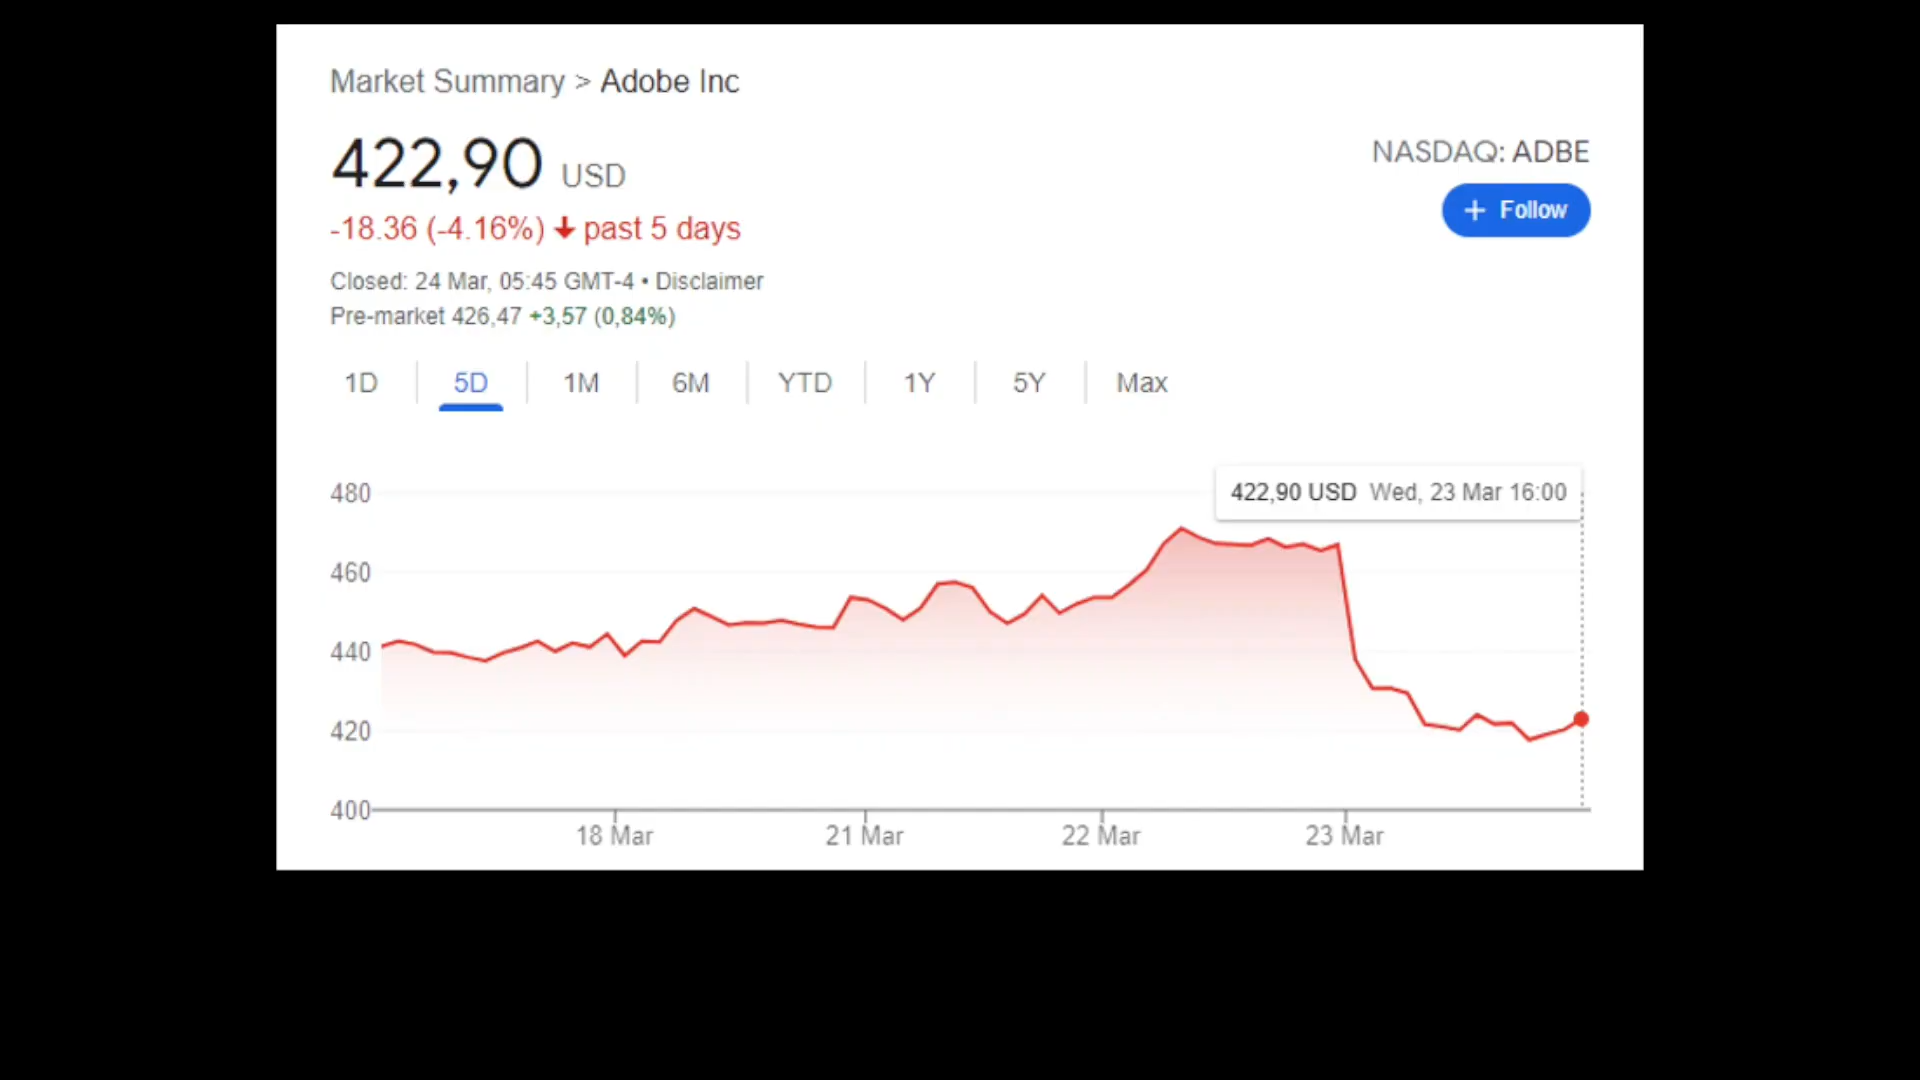 Market Summary > Adobe Inc
422,90 USD
NASDAQ: ADBE
+ Follow
-18.36 (-4.16%) ↓ past 5 days
Closed: 24 Mar, 05:45 GMT-4 • Disclaimer
Pre-market 426,47 +3,57 (0,84%)
1D 5D 1M 6M YTD 1Y 5Y Max
422,90 USD Wed, 23 Mar 16:00
480
460
440
420
400
18 Mar 21 Mar 22 Mar 23 Mar